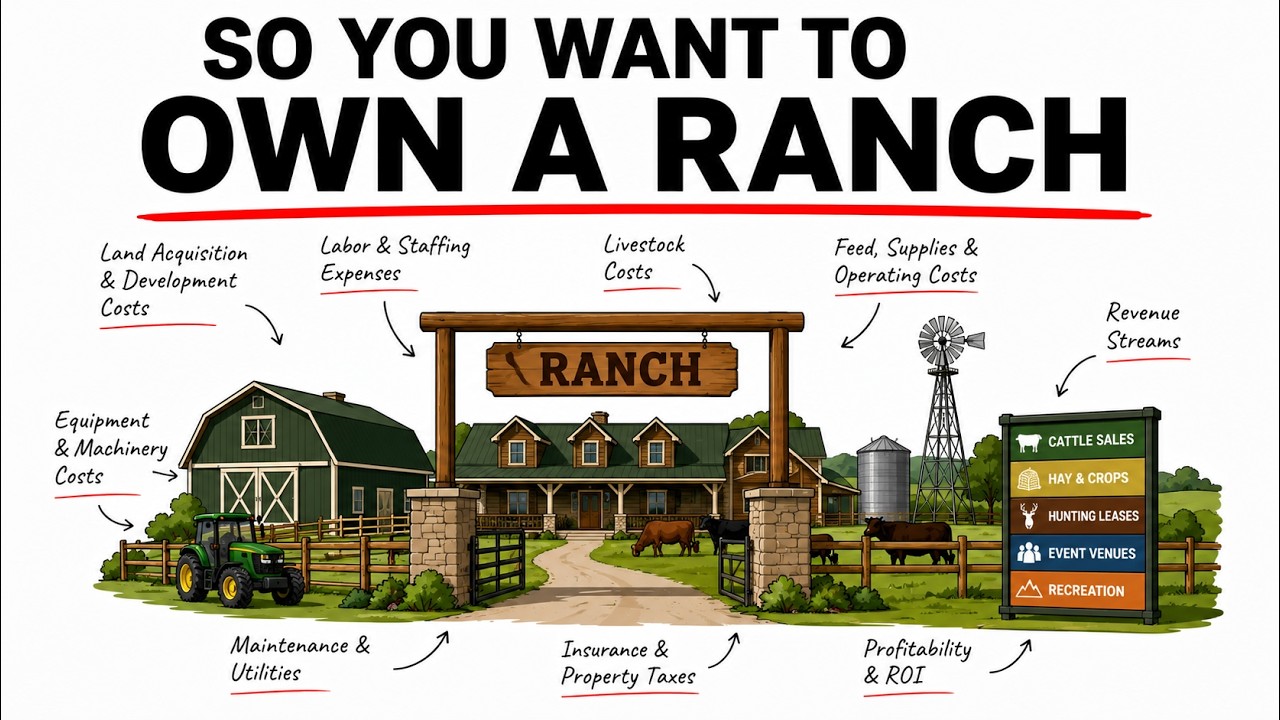 SO YOU WANT TO
OWN A RANCH
Land Acquisition
& Development
Costs
Labor & Staffing
Expenses
Livestock
Costs
Feed, Supplies &
Operating Costs
Revenue
Streams
RANCH
Equipment
& Machinery
Costs
CATTLE SALES
HAY & CROPS
HUNTING LEASES
EVENT VENUES
RECREATION
Maintenance &
Utilities
Insurance &
Property Taxes
Profitability
& ROI